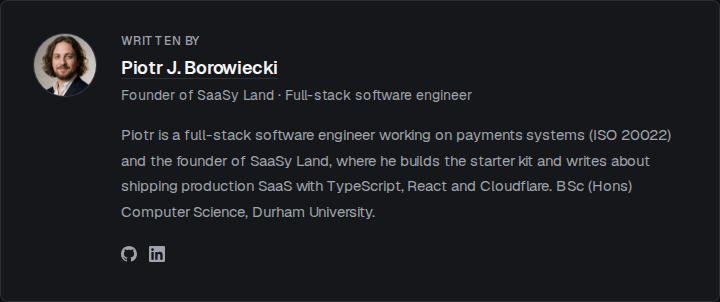 WRITTEN BY
Piotr J. Borowiecki
Founder of SaaSy Land · Full-stack software engineer
Piotr is a full-stack software engineer working on payments systems (ISO 20022)
and the founder of SaaSy Land, where he builds the starter kit and writes about
shipping production SaaS with TypeScript, React and Cloudflare. BSc (Hons)
Computer Science, Durham University.
in